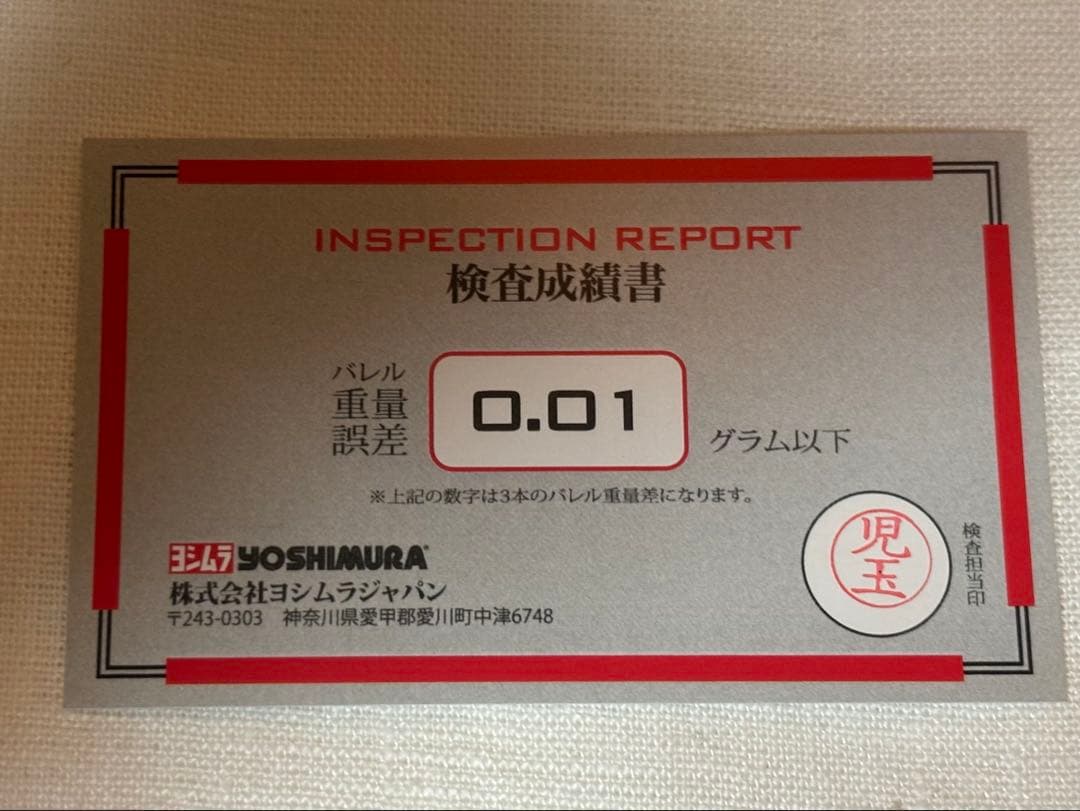 INSPECTION REPORT
検査成績書
バレル
重量
誤差
0.01
グラム以下
※上記の数字は3本のバレル重量差になります。
ヨシムラ YOSHIMURA
株式会社ヨシムラジャパン
〒243-0303 神奈川県愛甲郡愛川町中津6748
児玉
検査担当印